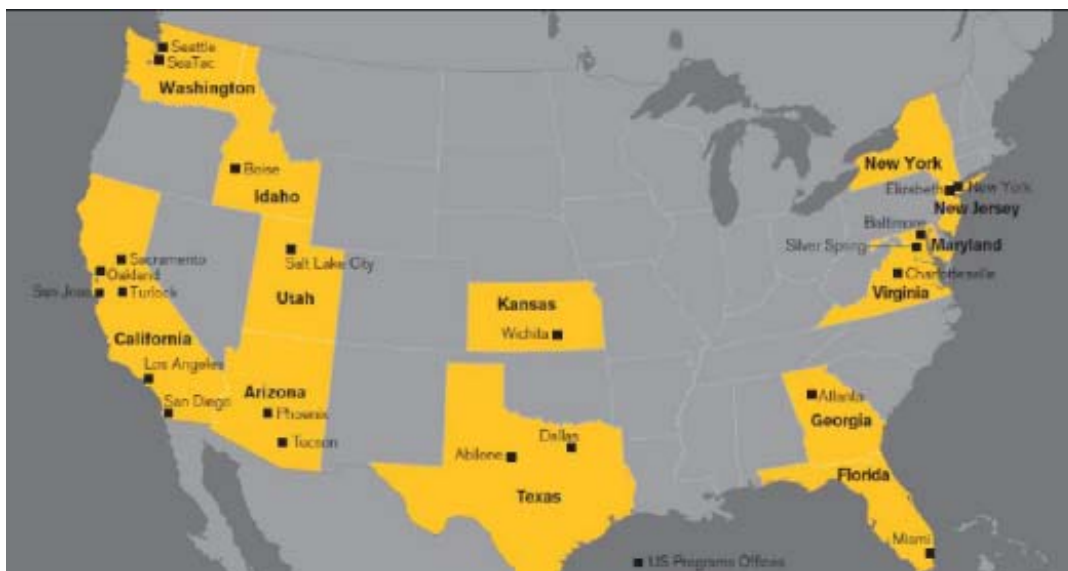 Seattle
SeaTac
Washington
Boise
Idaho
Sacramento
Oakland
San Jose
Turlock
California
Los Angeles
San Diego
Salt Lake City
Utah
Arizona
Phoenix
Tucson
Kansas
Wichita
Abilene
Dallas
Texas
New York
Elizabeth
New York
New Jersey
Baltimore
Silver Spring
Maryland
Charlottesville
Virginia
Atlanta
Georgia
Florida
Miami
US Programs Offices